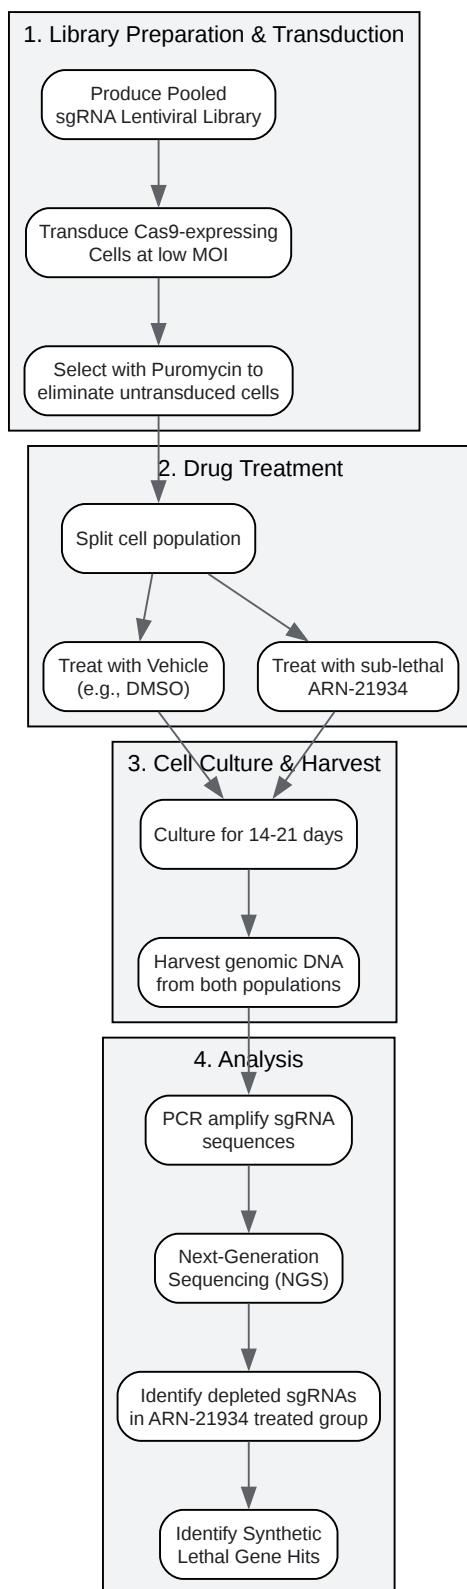 1. Library Preparation & Transduction
Produce Pooled
sgRNA Lentiviral Library
Transduce Cas9-expressing
Cells at low MOI
Select with Puromycin to
eliminate untransduced cells
2. Drug Treatment
Split cell population
Treat with Vehicle
(e.g., DMSO)
Treat with sub-lethal
ARN-21934
3. Cell Culture & Harvest
Culture for 14-21 days
Harvest genomic DNA
from both populations
4. Analysis
PCR amplify sgRNA
sequences
Next-Generation
Sequencing (NGS)
Identify depleted sgRNAs
in ARN-21934 treated group
Identify Synthetic
Lethal Gene Hits